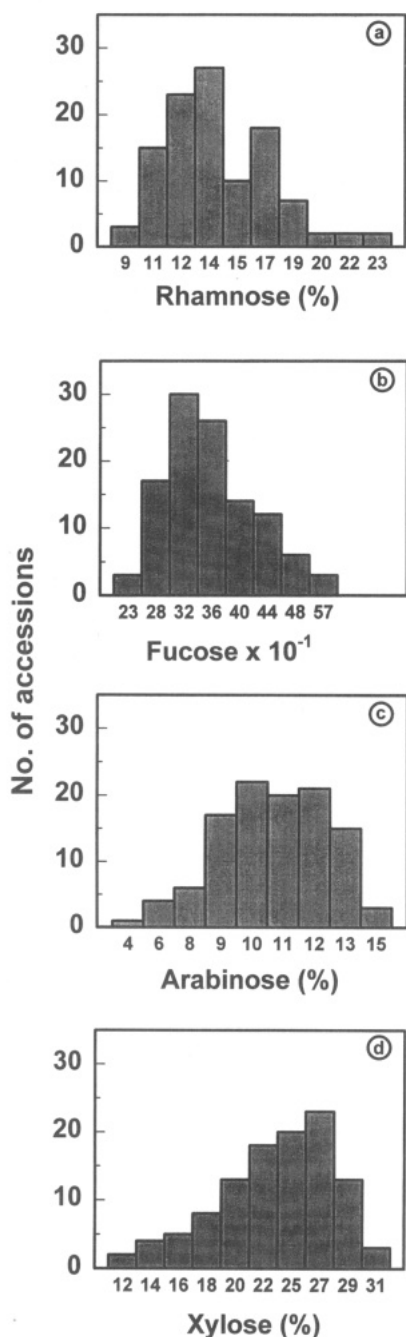 No. of accessions
a
30
20
10
0
9 11 12 14 15 17 19 20 22 23
Rhamnose (%)
b
30
20
10
0
23 28 32 36 40 44 48 57
Fucose x 10⁻¹
c
30
20
10
0
4 6 8 9 10 11 12 13 15
Arabinose (%)
d
30
20
10
0
12 14 16 18 20 22 25 27 29 31
Xylose (%)